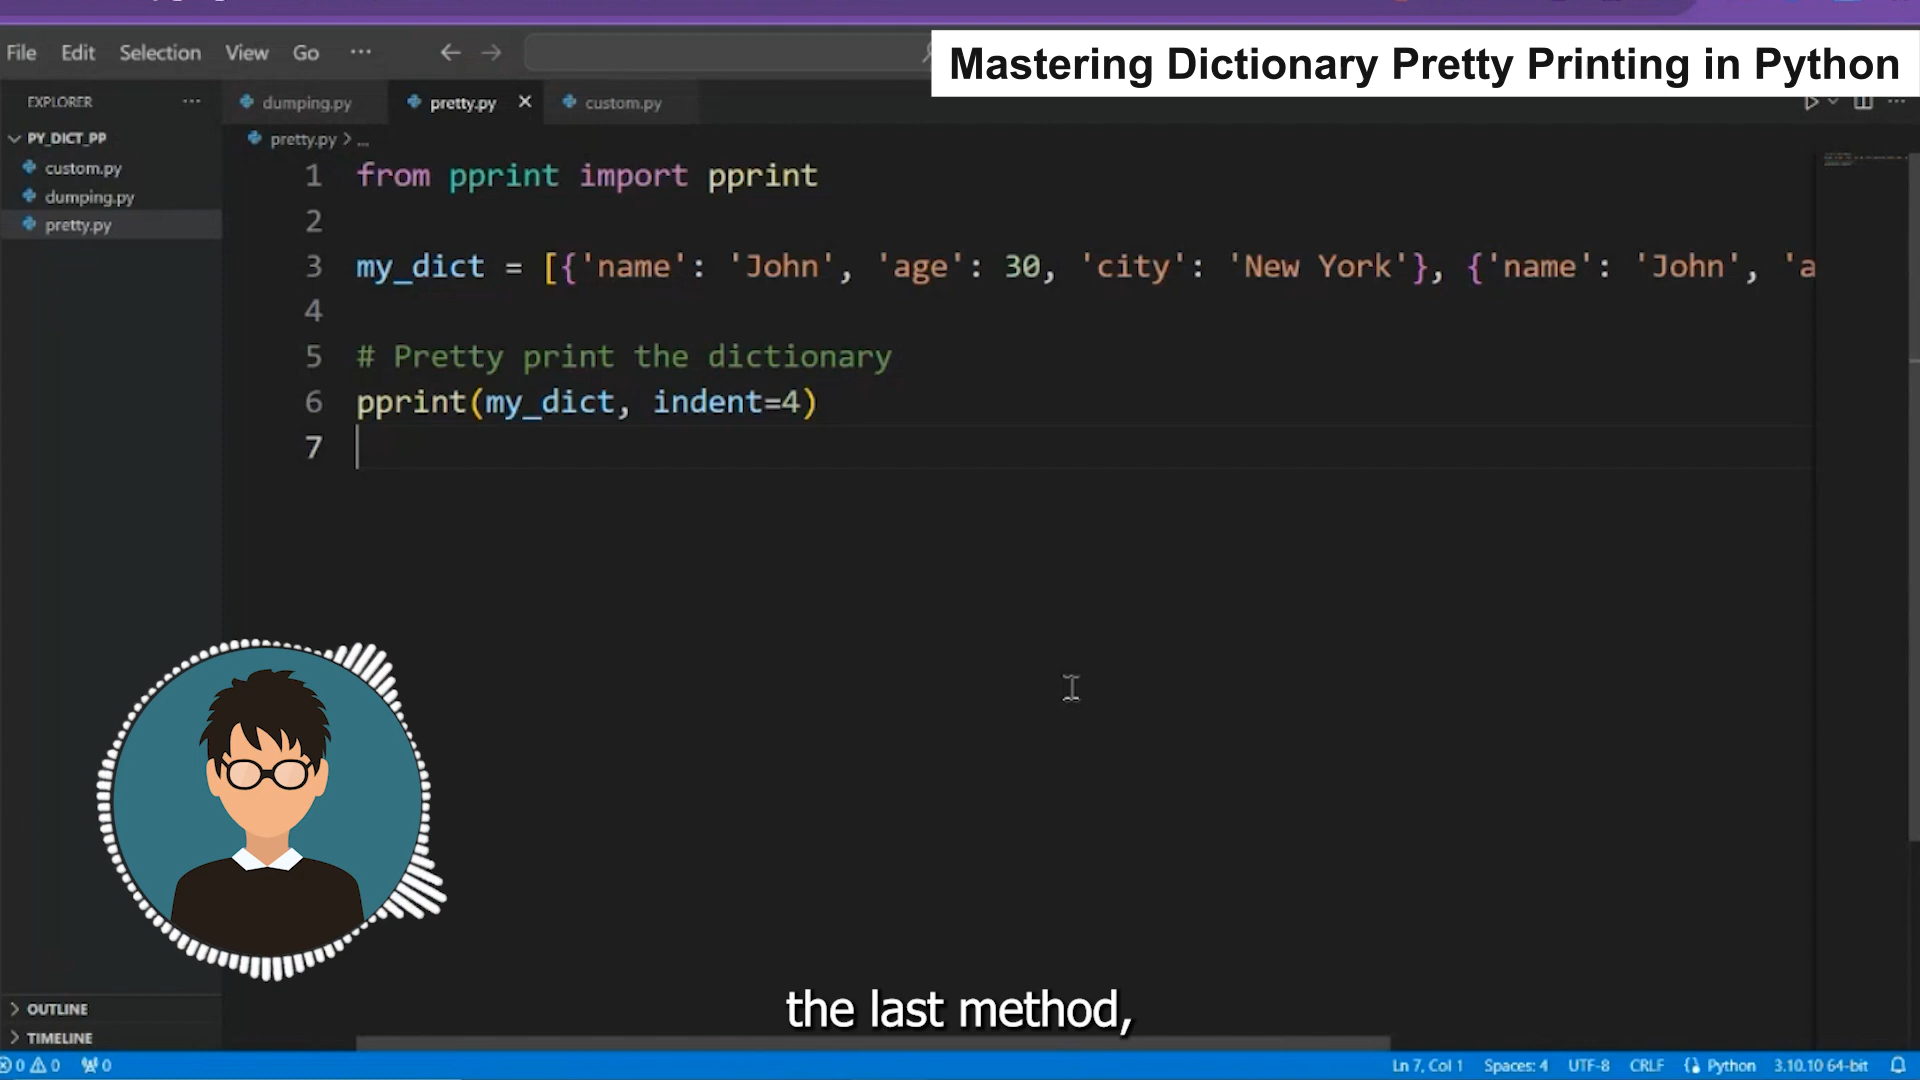 Mastering Dictionary Pretty Printing in Python
File Edit Selection View Go ...
EXPLORER ...
dumping.py
pretty.py
custom.py
PY_DICT_PP
custom.py
dumping.py
pretty.py
pretty.py > ...
1 from pprint import pprint
2
3 my_dict = [{'name': 'John', 'age': 30, 'city': 'New York'}, {'name': 'John', 'a
4
5 # Pretty print the dictionary
6 pprint(my_dict, indent=4)
7
the last method,
OUTLINE
TIMELINE
0 0 0 Ln 7, Col 1 Spaces: 4 UTF-8 CRLF Python 3.10.10 64-bit